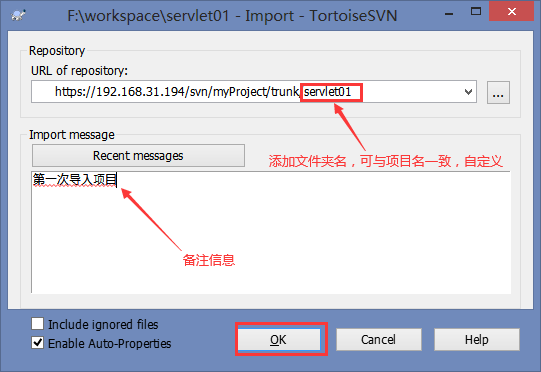 F:\workspace\servlet01 - Import - TortoiseSVN
Repository
URL of repository:
https://192.168.31.194/svn/myProject/trunk/servlet01
...
添加文件夹名，可与项目名一致，自定义
Import message
Recent messages
第一次导入项目
备注信息
Include ignored files
Enable Auto-Properties
OK
Cancel
Help